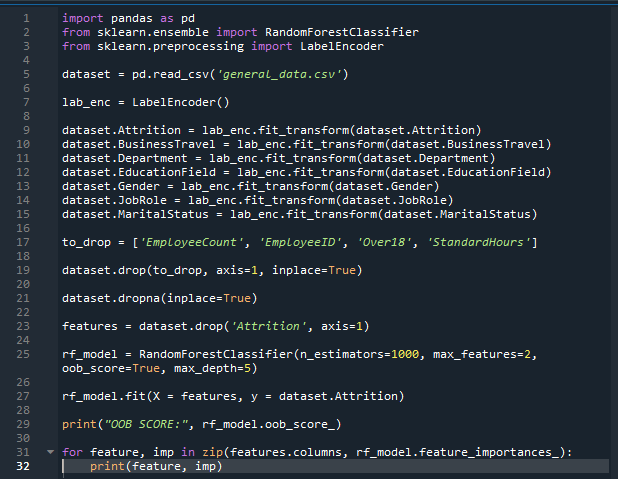 1 import pandas as pd
2 from sklearn.ensemble import RandomForestClassifier
3 from sklearn.preprocessing import LabelEncoder
4
5 dataset = pd.read_csv('general_data.csv')
6
7 lab_enc = LabelEncoder()
8
9 dataset.Attrition = lab_enc.fit_transform(dataset.Attrition)
10 dataset.BusinessTravel = lab_enc.fit_transform(dataset.BusinessTravel)
11 dataset.Department = lab_enc.fit_transform(dataset.Department)
12 dataset.EducationField = lab_enc.fit_transform(dataset.EducationField)
13 dataset.Gender = lab_enc.fit_transform(dataset.Gender)
14 dataset.JobRole = lab_enc.fit_transform(dataset.JobRole)
15 dataset.MaritalStatus = lab_enc.fit_transform(dataset.MaritalStatus)
16
17 to_drop = ['EmployeeCount', 'EmployeeID', 'Over18', 'StandardHours']
18
19 dataset.drop(to_drop, axis=1, inplace=True)
20
21 dataset.dropna(inplace=True)
22
23 features = dataset.drop('Attrition', axis=1)
24
25 rf_model = RandomForestClassifier(n_estimators=1000, max_features=2,
oob_score=True, max_depth=5)
26
27 rf_model.fit(X = features, y = dataset.Attrition)
28
29 print("OOB SCORE:", rf_model.oob_score_)
30
31 for feature, imp in zip(features.columns, rf_model.feature_importances_):
32     print(feature, imp)